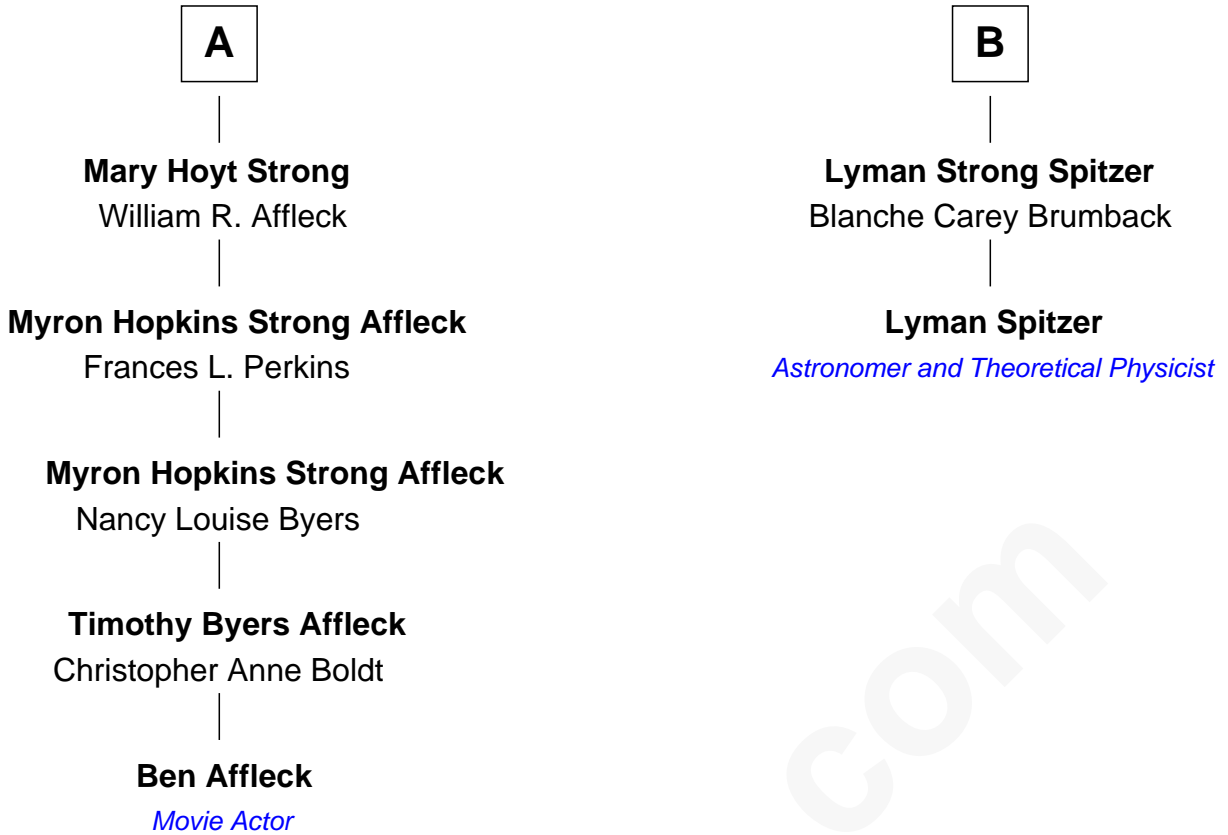 A
Mary Hoyt Strong
William R. Affleck
Myron Hopkins Strong Affleck
Frances L. Perkins
Myron Hopkins Strong Affleck
Nancy Louise Byers
Timothy Byers Affleck
Christopher Anne Boldt
Ben Affleck
Movie Actor
B
Lyman Strong Spitzer
Blanche Carey Brumback
Lyman Spitzer
Astronomer and Theoretical Physicist
com